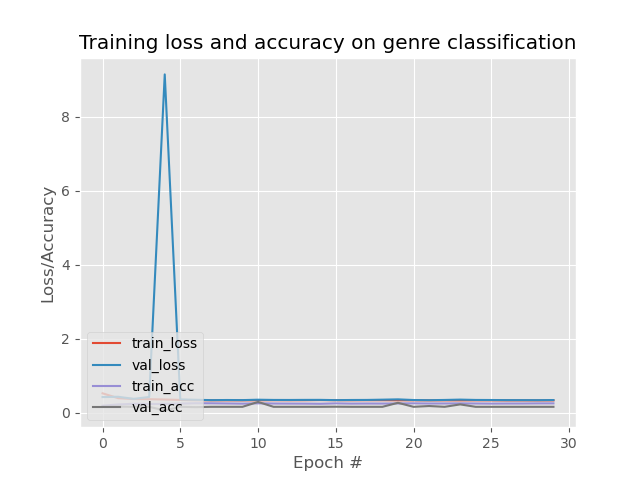 Training loss and accuracy on genre classification
Loss/Accuracy
8
6
4
2
0
train_loss
val_loss
train_acc
val_acc
0 5 10 15 20 25 30
Epoch #